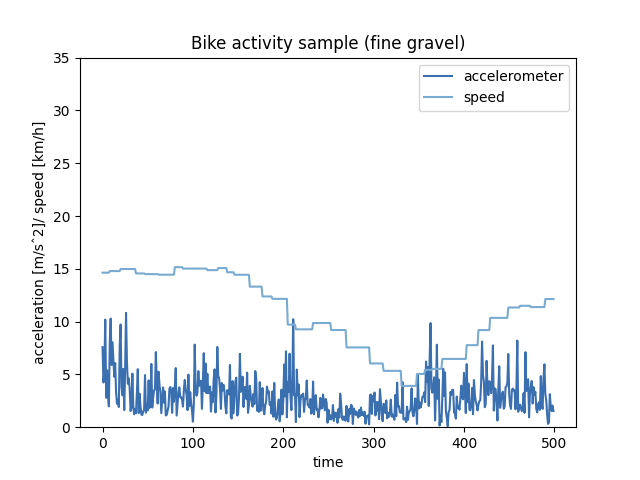 Bike activity sample (fine gravel)
accelerometer
speed
35
30
25
20
15
10
5
0
acceleration [m/s^2]/ speed [km/h]
0 100 200 300 400 500
time